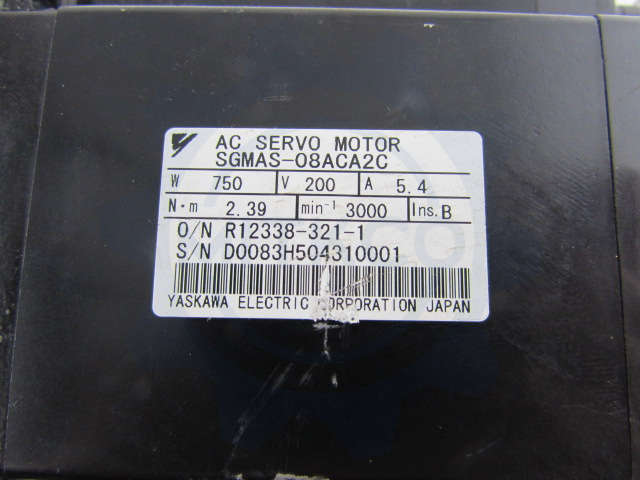 AC SERVO MOTOR
SGMAS-08ACA2C
W 750 V 200 A 5.4
N·m 2.39 min⁻¹ 3000 Ins. B
O/N R12338-321-1
S/N D0083H504310001
YASKAWA ELECTRIC CORPORATION JAPAN